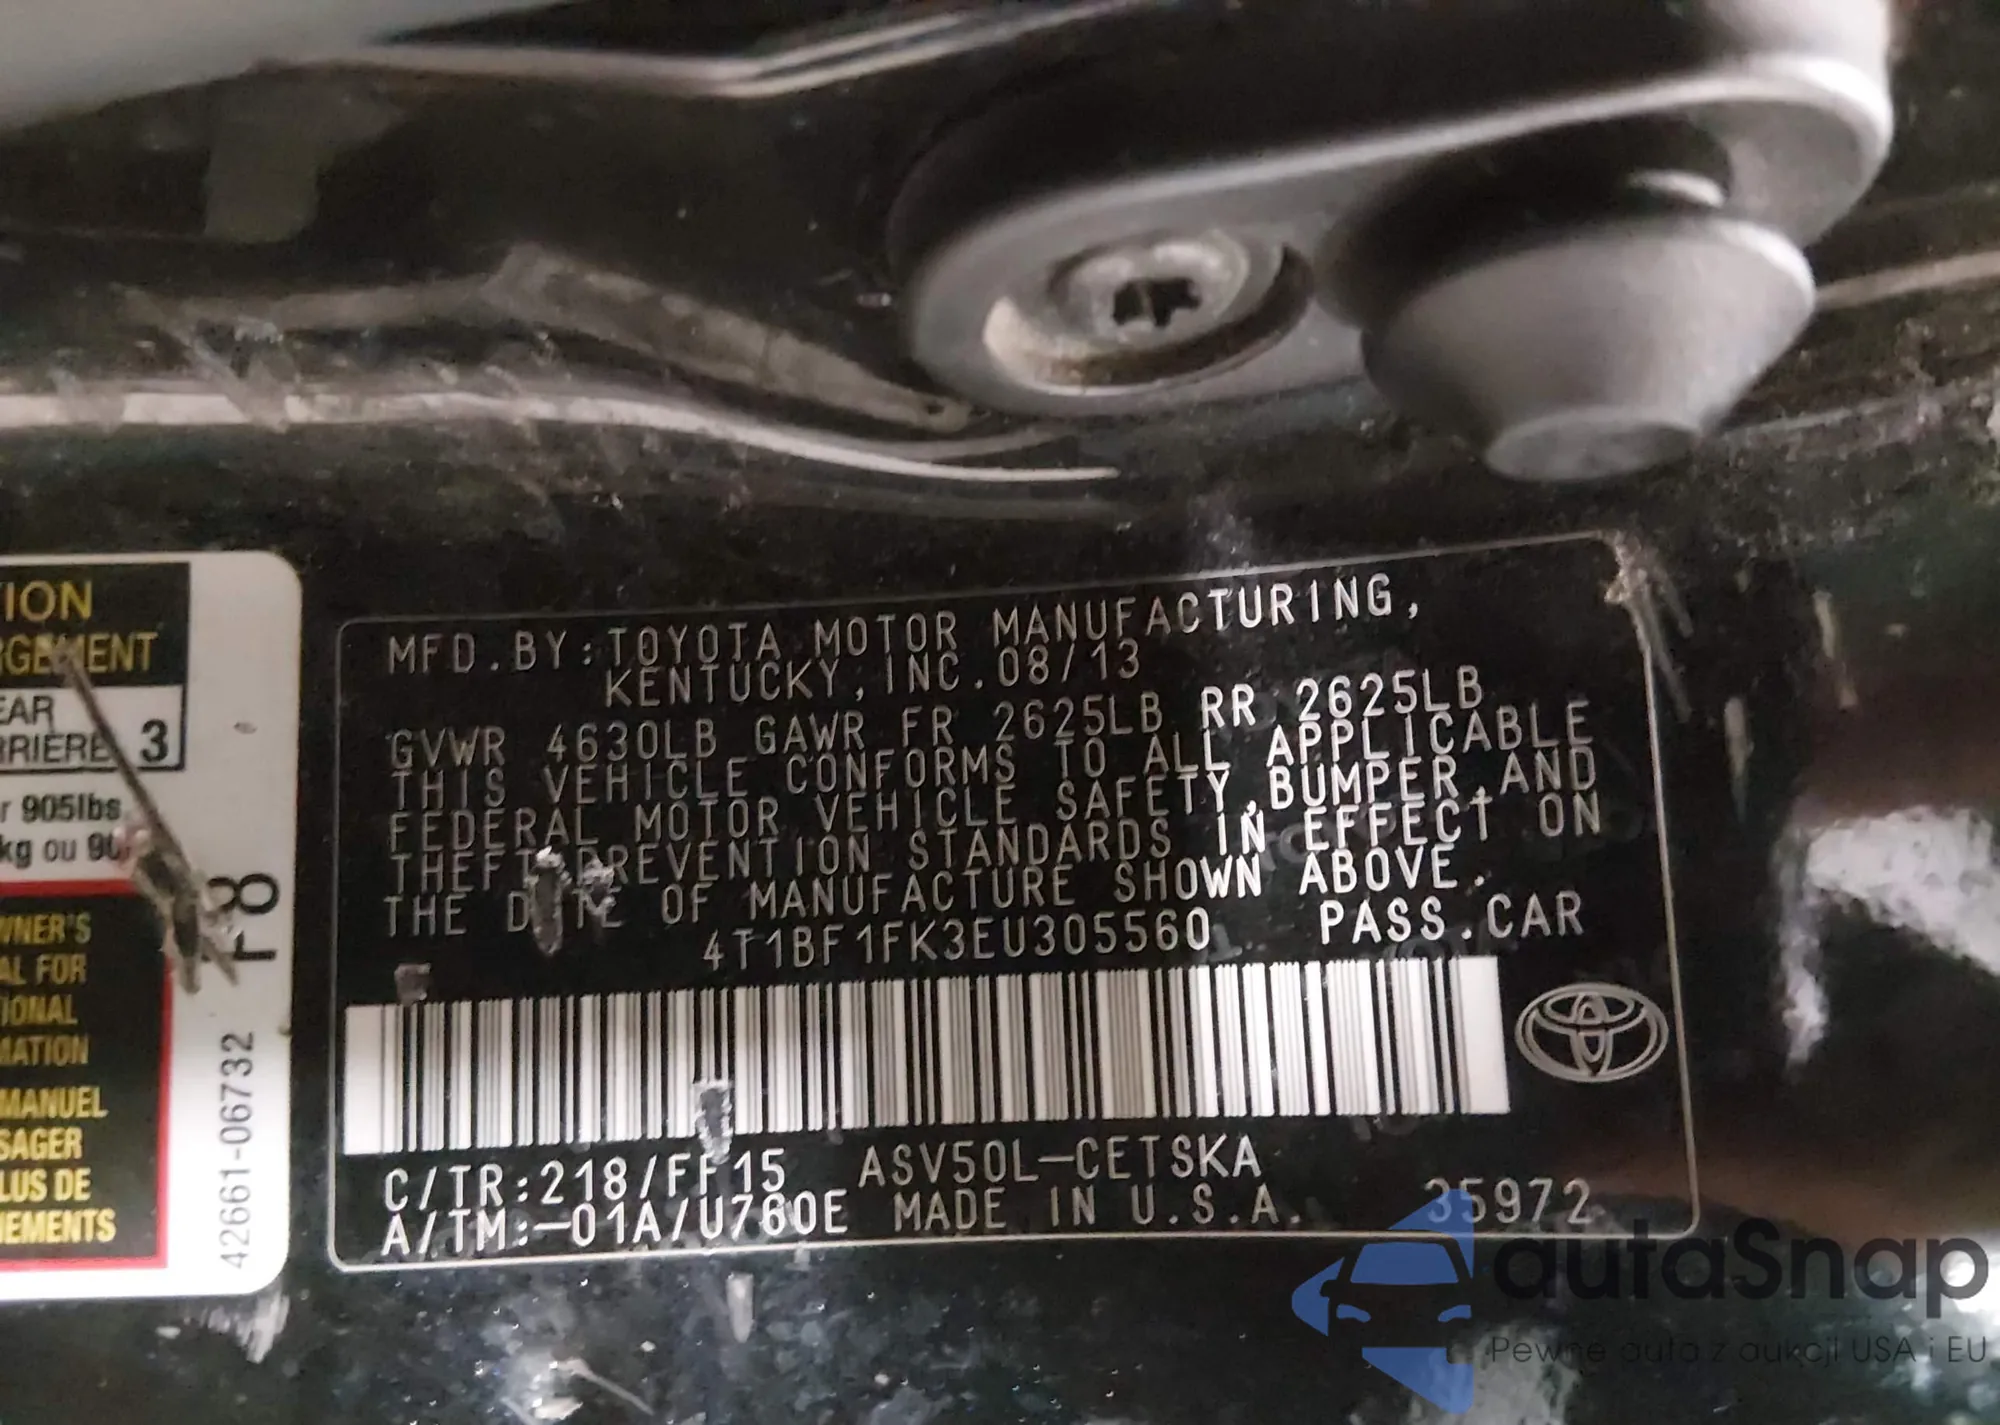 ION
RGEMENT
EAR
RRIERE 3
r 905lbs.
kg ou 90
WNER'S
AL FOR
IONAL
MATION
MANUEL
SAGER
LUS DE
NEMENTS
F8
42661-06732
MFD.BY:TOYOTA MOTOR MANUFACTURING,
KENTUCKY, INC. 08/13
GVWR 4630LB GAWR FR 2625LB RR 2625LB
THIS VEHICLE CONFORMS TO ALL APPLICABLE
FEDERAL MOTOR VEHICLE SAFETY,BUMPER,AND
THEFT PREVENTION STANDARDS IN EFFECT ON
THE DATE OF MANUFACTURE SHOWN ABOVE.
4T1BF1FK3EU305560 PASS.CAR
C/TR:218/FF15 ASV50L-CETSKA
A/TM:-01A/U760E MADE IN U.S.A. 35972
autaSnap
Pewne auta z aukcji USA i EU